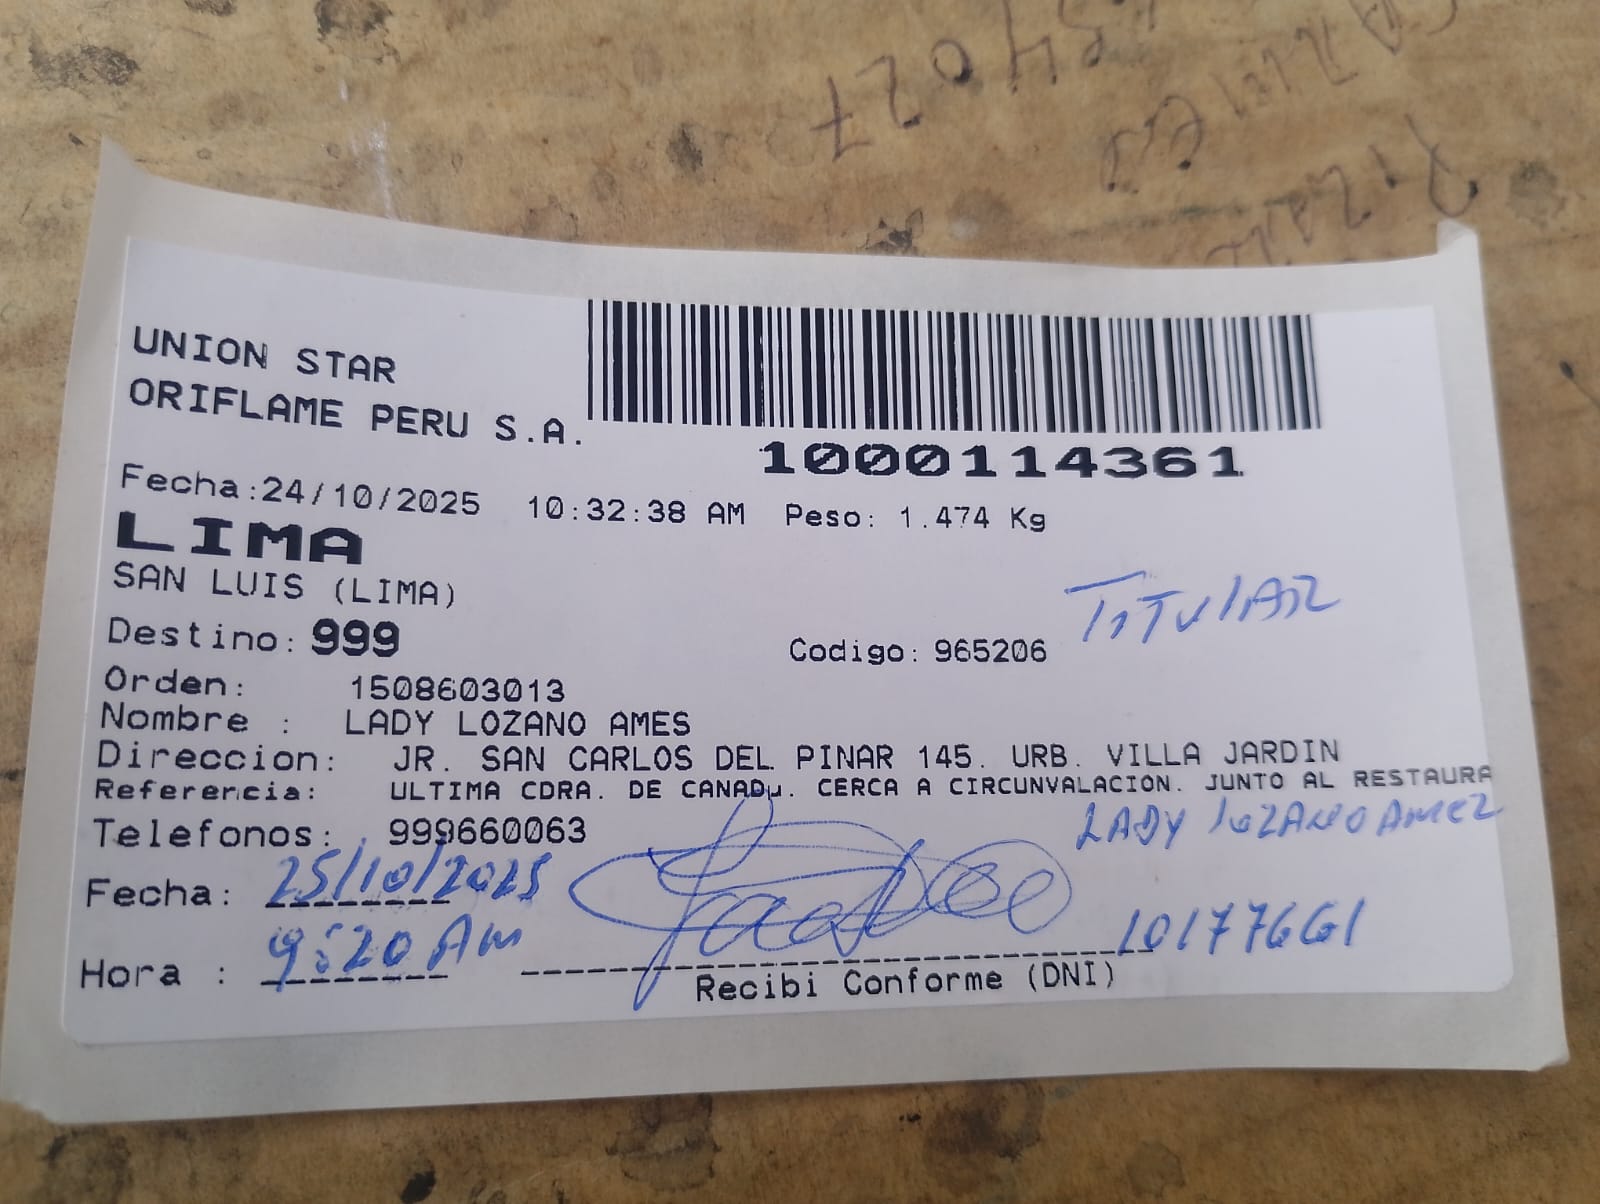 UNION STAR
ORIFLAME PERU S.A.
1000114361
Fecha:24/10/2025 10:32:38 AM Peso: 1.474 Kg
LIMA
SAN LUIS (LIMA)
Destino: 999
Codigo: 965206 TITULAR
Orden: 1508603013
Nombre : LADY LOZANO AMES
Direccion: JR. SAN CARLOS DEL PINAR 145. URB. VILLA JARDIN
Referencia: ULTIMA CDRA. DE CANADµ. CERCA A CIRCUNVALACION. JUNTO AL RESTAURA
Telefonos: 999660063
LADY LOZANO AMEZ
Fecha: 25/10/2025
Hora : 9:20 AM
10177661
Recibi Conforme (DNI)